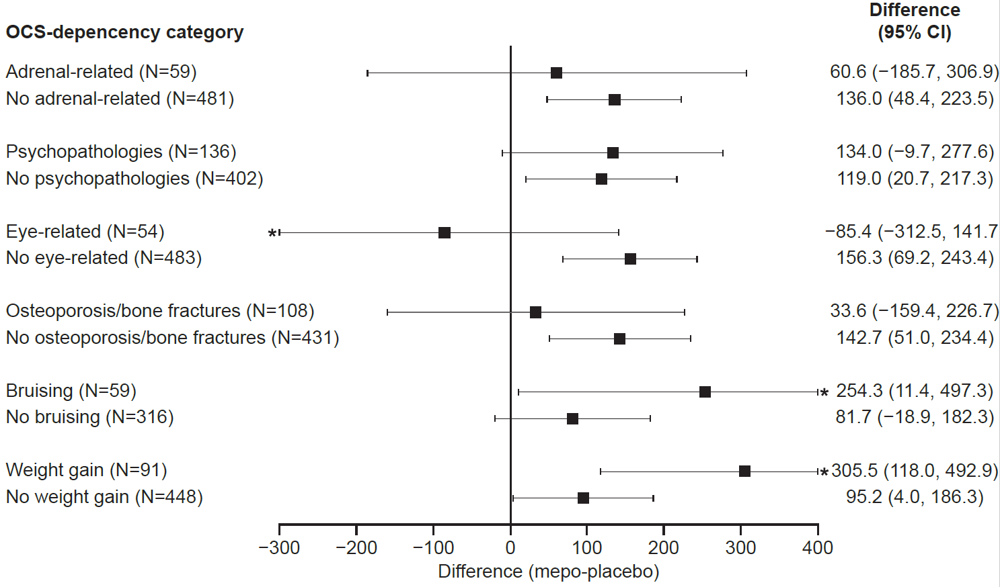 Difference
OCS-depencency category (95% CI)
Adrenal-related (N=59) 60.6 (−185.7, 306.9)
No adrenal-related (N=481) 136.0 (48.4, 223.5)
Psychopathologies (N=136) 134.0 (−9.7, 277.6)
No psychopathologies (N=402) 119.0 (20.7, 217.3)
Eye-related (N=54) * −85.4 (−312.5, 141.7
No eye-related (N=483) 156.3 (69.2, 243.4)
Osteoporosis/bone fractures (N=108) 33.6 (−159.4, 226.7)
No osteoporosis/bone fractures (N=431) 142.7 (51.0, 234.4)
Bruising (N=59) * 254.3 (11.4, 497.3)
No bruising (N=316) 81.7 (−18.9, 182.3)
Weight gain (N=91) * 305.5 (118.0, 492.9)
No weight gain (N=448) 95.2 (4.0, 186.3)
−300 −200 −100 0 100 200 300 400
Difference (mepo-placebo)